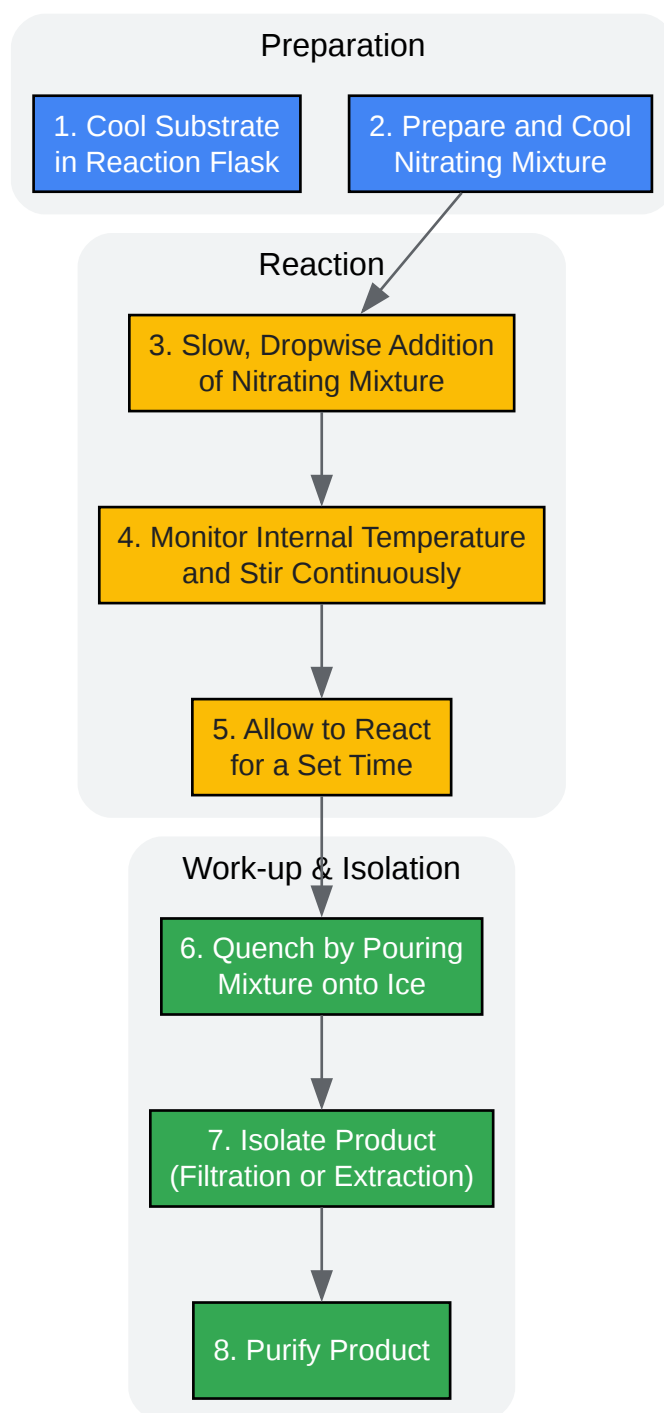 Preparation
1. Cool Substrate
in Reaction Flask
2. Prepare and Cool
Nitrating Mixture
Reaction
3. Slow, Dropwise Addition
of Nitrating Mixture
4. Monitor Internal Temperature
and Stir Continuously
5. Allow to React
for a Set Time
Work-up & Isolation
6. Quench by Pouring
Mixture onto Ice
7. Isolate Product
(Filtration or Extraction)
8. Purify Product